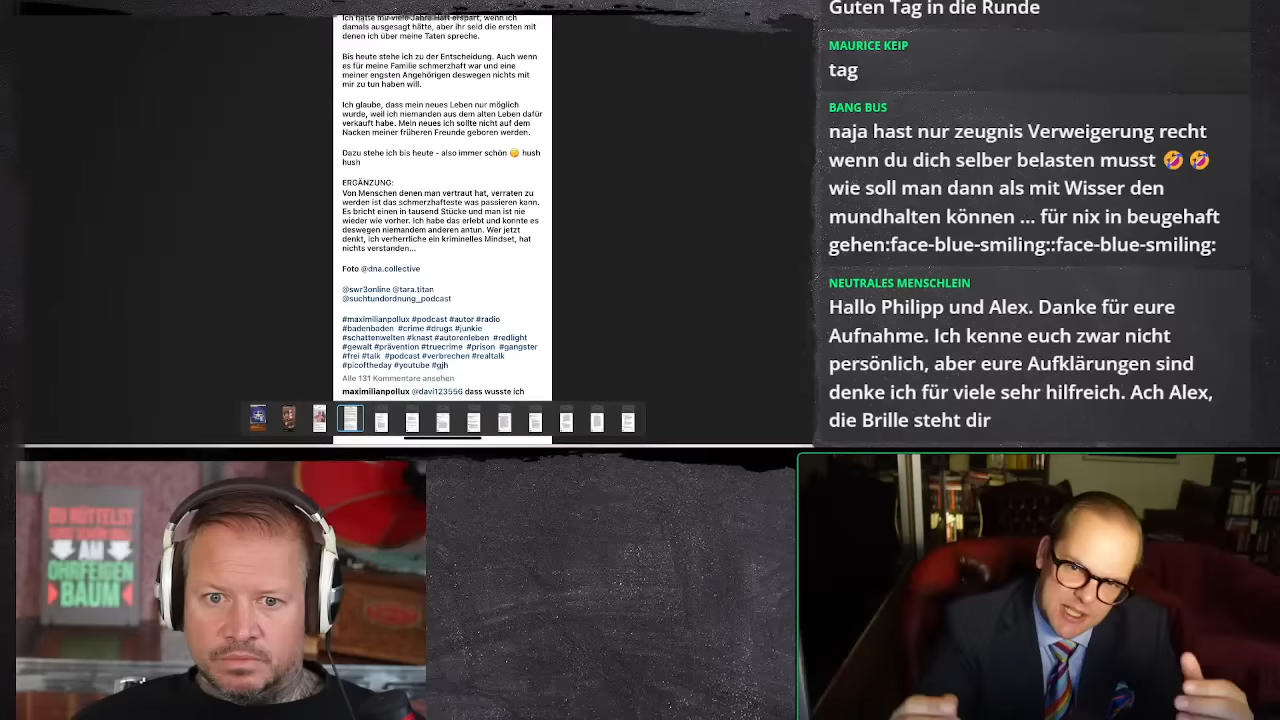 Ich hätte mir viele Jahre Haft erspart, wenn ich
damals ausgesagt hätte, aber ihr seid die ersten mit
denen ich über meine Taten spreche.
Bis heute stehe ich zu der Entscheidung. Auch wenn
es für meine Familie schmerzhaft war und eine
meiner engsten Angehörigen deswegen nichts mit
mir zu tun haben will.
Ich glaube, dass mein neues Leben nur möglich
wurde, weil ich niemanden aus dem alten Leben dafür
verkauft habe. Mein neues ich sollte nicht auf dem
Nacken meiner früheren Freunde geboren werden.
Dazu stehe ich bis heute - also immer schön 🤫 hush
hush
ERGÄNZUNG:
Von Menschen denen man vertraut hat, verraten zu
werden ist das schmerzhafteste was passieren kann.
Es bricht einen in tausend Stücke und man ist nie
wieder wie vorher. Ich habe das erlebt und konnte es
deswegen niemandem anderen antun. Wer jetzt
denkt, ich verherrliche ein kriminelles Mindset, hat
nichts verstanden...
Foto @dna.collective
@swr3online @tara.titan
@suchtundordnung_podcast
#maximilianpollux #podcast #autor #radio
#badenbaden #crime #drugs #junkie
#schattenwelten #knast #autorenleben #redlight
#gewalt #prävention #truecrime #prison #gangster
#frei #talk #podcast #verbrechen #realtalk
#picoftheday #youtube #gjh
Alle 131 Kommentare ansehen
maximilianpollux @davi123556 dass wusste ich
Guten Tag in die Runde
MAURICE KEIP
tag
BANG BUS
naja hast nur zeugnis Verweigerung recht
wenn du dich selber belasten musst 🤣 🤣
wie soll man dann als mit Wisser den
mundhalten können ... für nix in beugehaft
gehen:face-blue-smiling::face-blue-smiling:
NEUTRALES MENSCHLEIN
Hallo Philipp und Alex. Danke für eure
Aufnahme. Ich kenne euch zwar nicht
persönlich, aber eure Aufklärungen sind
denke ich für viele sehr hilfreich. Ach Alex,
die Brille steht dir
DU BETTELST
AM
OHRFEIGEN
BAUM